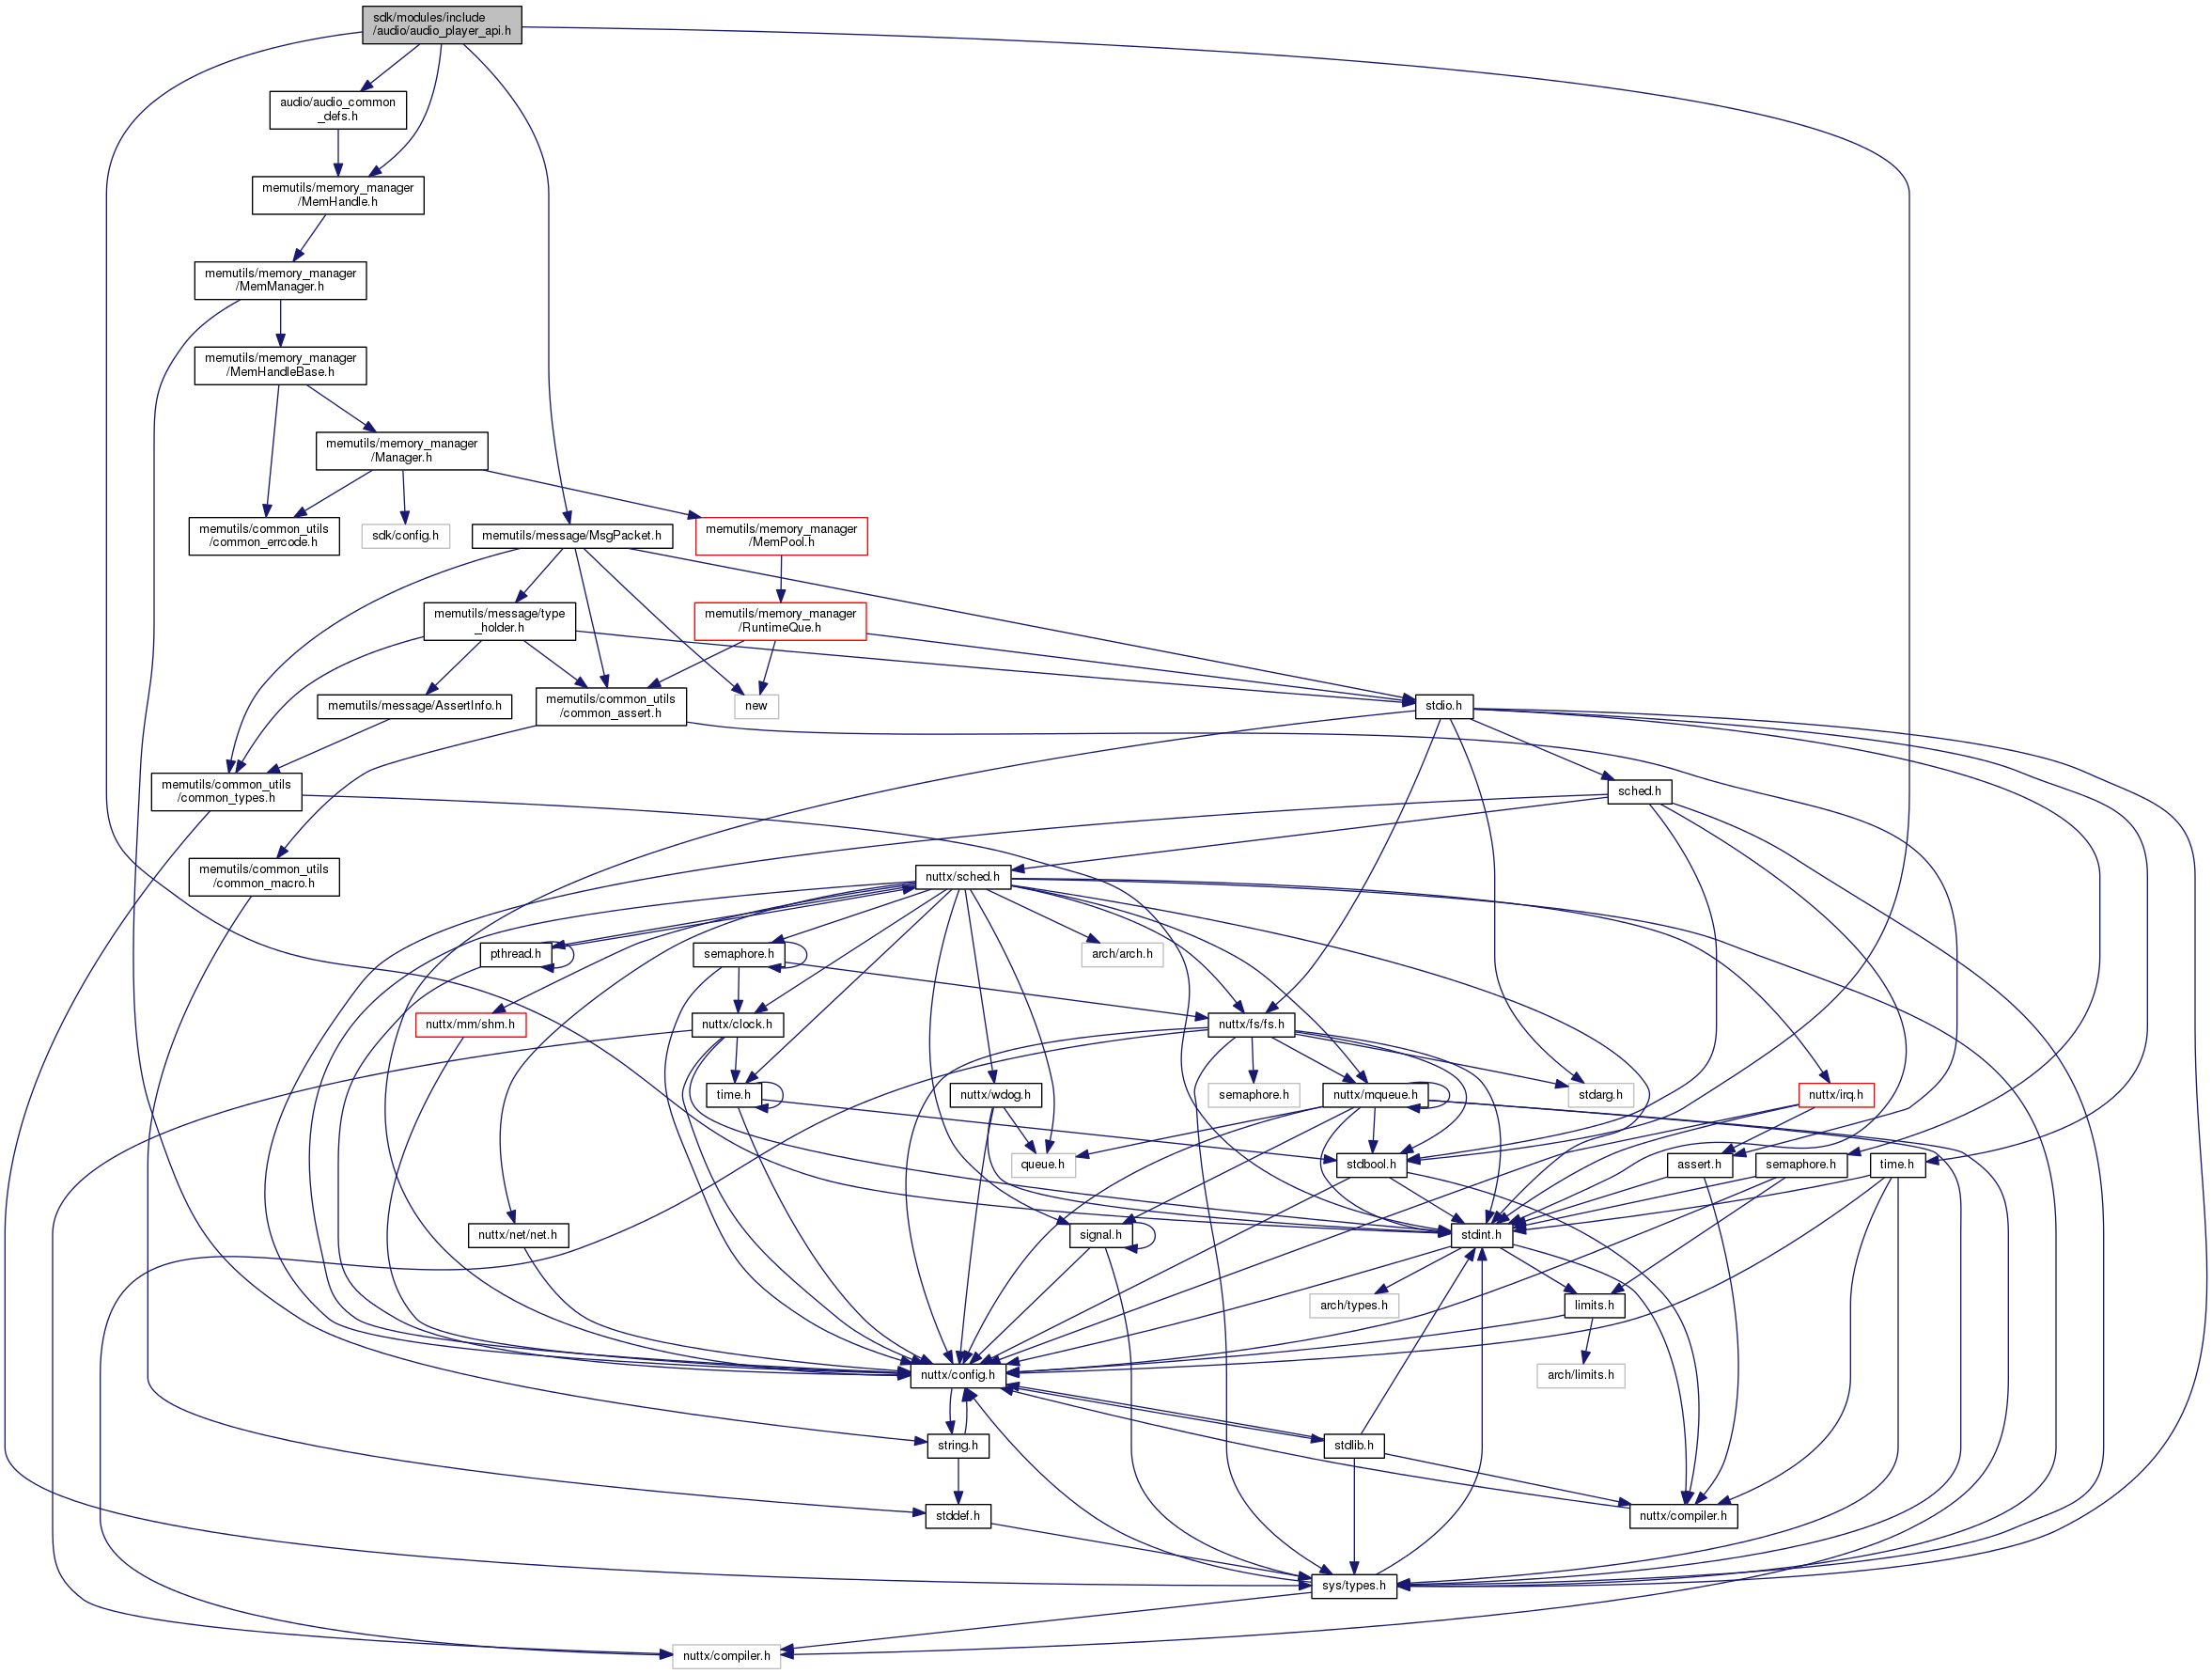 sdk/modules/include
/audio/audio_player_api.h
audio/audio_common
_defs.h
memutils/memory_manager
/MemHandle.h
memutils/memory_manager
/MemManager.h
memutils/memory_manager
/MemHandleBase.h
memutils/memory_manager
/Manager.h
memutils/common_utils
/common_errcode.h
sdk/config.h
memutils/message/MsgPacket.h
memutils/memory_manager
/MemPool.h
memutils/message/type
_holder.h
memutils/memory_manager
/RuntimeQue.h
memutils/message/AssertInfo.h
memutils/common_utils
/common_assert.h
new
stdio.h
memutils/common_utils
/common_types.h
sched.h
memutils/common_utils
/common_macro.h
nuttx/sched.h
pthread.h
semaphore.h
arch/arch.h
nuttx/mm/shm.h
nuttx/clock.h
nuttx/fs/fs.h
time.h
nuttx/wdog.h
semaphore.h
nuttx/mqueue.h
stdarg.h
nuttx/irq.h
queue.h
stdbool.h
assert.h
semaphore.h
time.h
nuttx/net/net.h
signal.h
stdint.h
arch/types.h
limits.h
nuttx/config.h
arch/limits.h
string.h
stdlib.h
stddef.h
nuttx/compiler.h
sys/types.h
nuttx/compiler.h